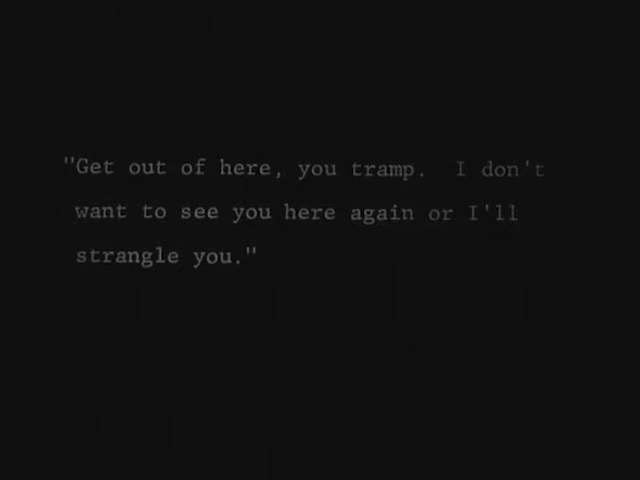 "Get out of here, you tramp.  I don't
want to see you here again or I'll
strangle you."